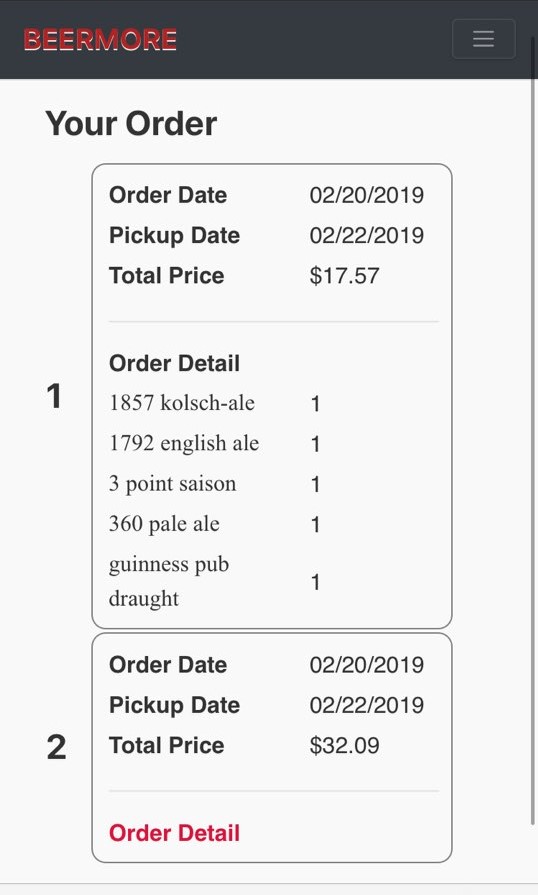 BEERMORE
Your Order
1
Order Date 02/20/2019
Pickup Date 02/22/2019
Total Price $17.57
Order Detail
1857 kolsch-ale 1
1792 english ale 1
3 point saison 1
360 pale ale 1
guinness pub
draught 1
2
Order Date 02/20/2019
Pickup Date 02/22/2019
Total Price $32.09
Order Detail